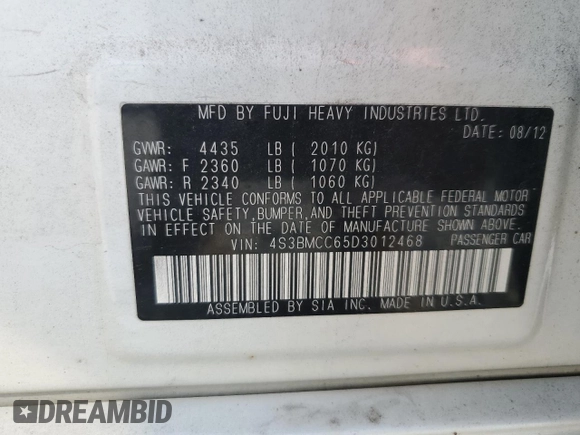 MFD BY FUJI HEAVY INDUSTRIES LTD.
DATE: 08/12
GVWR: 4435 LB ( 2010 KG)
GAWR: F 2360 LB ( 1070 KG)
GAWR: R 2340 LB ( 1060 KG)
THIS VEHICLE CONFORMS TO ALL APPLICABLE FEDERAL MOTOR
VEHICLE SAFETY,BUMPER,AND THEFT PREVENTION STANDARDS
IN EFFECT ON THE DATE OF MANUFACTURE SHOWN ABOVE.
VIN: 4S3BMCC65D3012468 PASSENGER CAR
ASSEMBLED BY SIA INC. MADE IN U.S.A.
DREAMBID